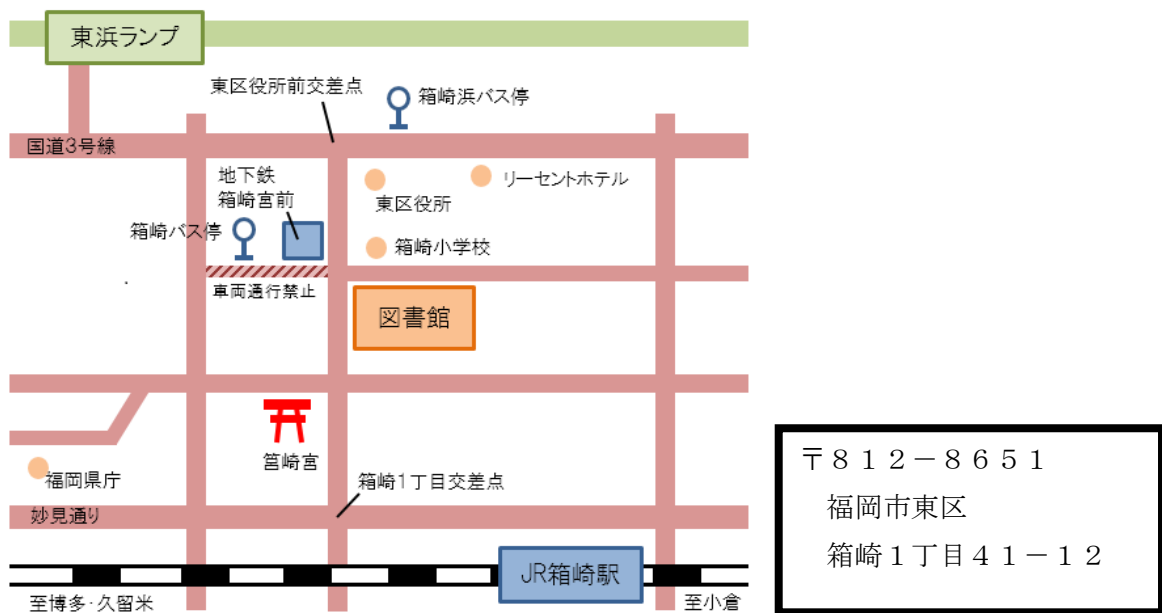 東浜ランプ
東区役所前交差点
箱崎浜バス停
国道3号線
地下鉄
箱崎宮前
リーセントホテル
東区役所
箱崎バス停
箱崎小学校
車両通行禁止
図書館
筥崎宮
福岡県庁
箱崎1丁目交差点
妙見通り
JR箱崎駅
至博多・久留米
至小倉
〒812-8651
福岡市東区
箱崎1丁目41-12